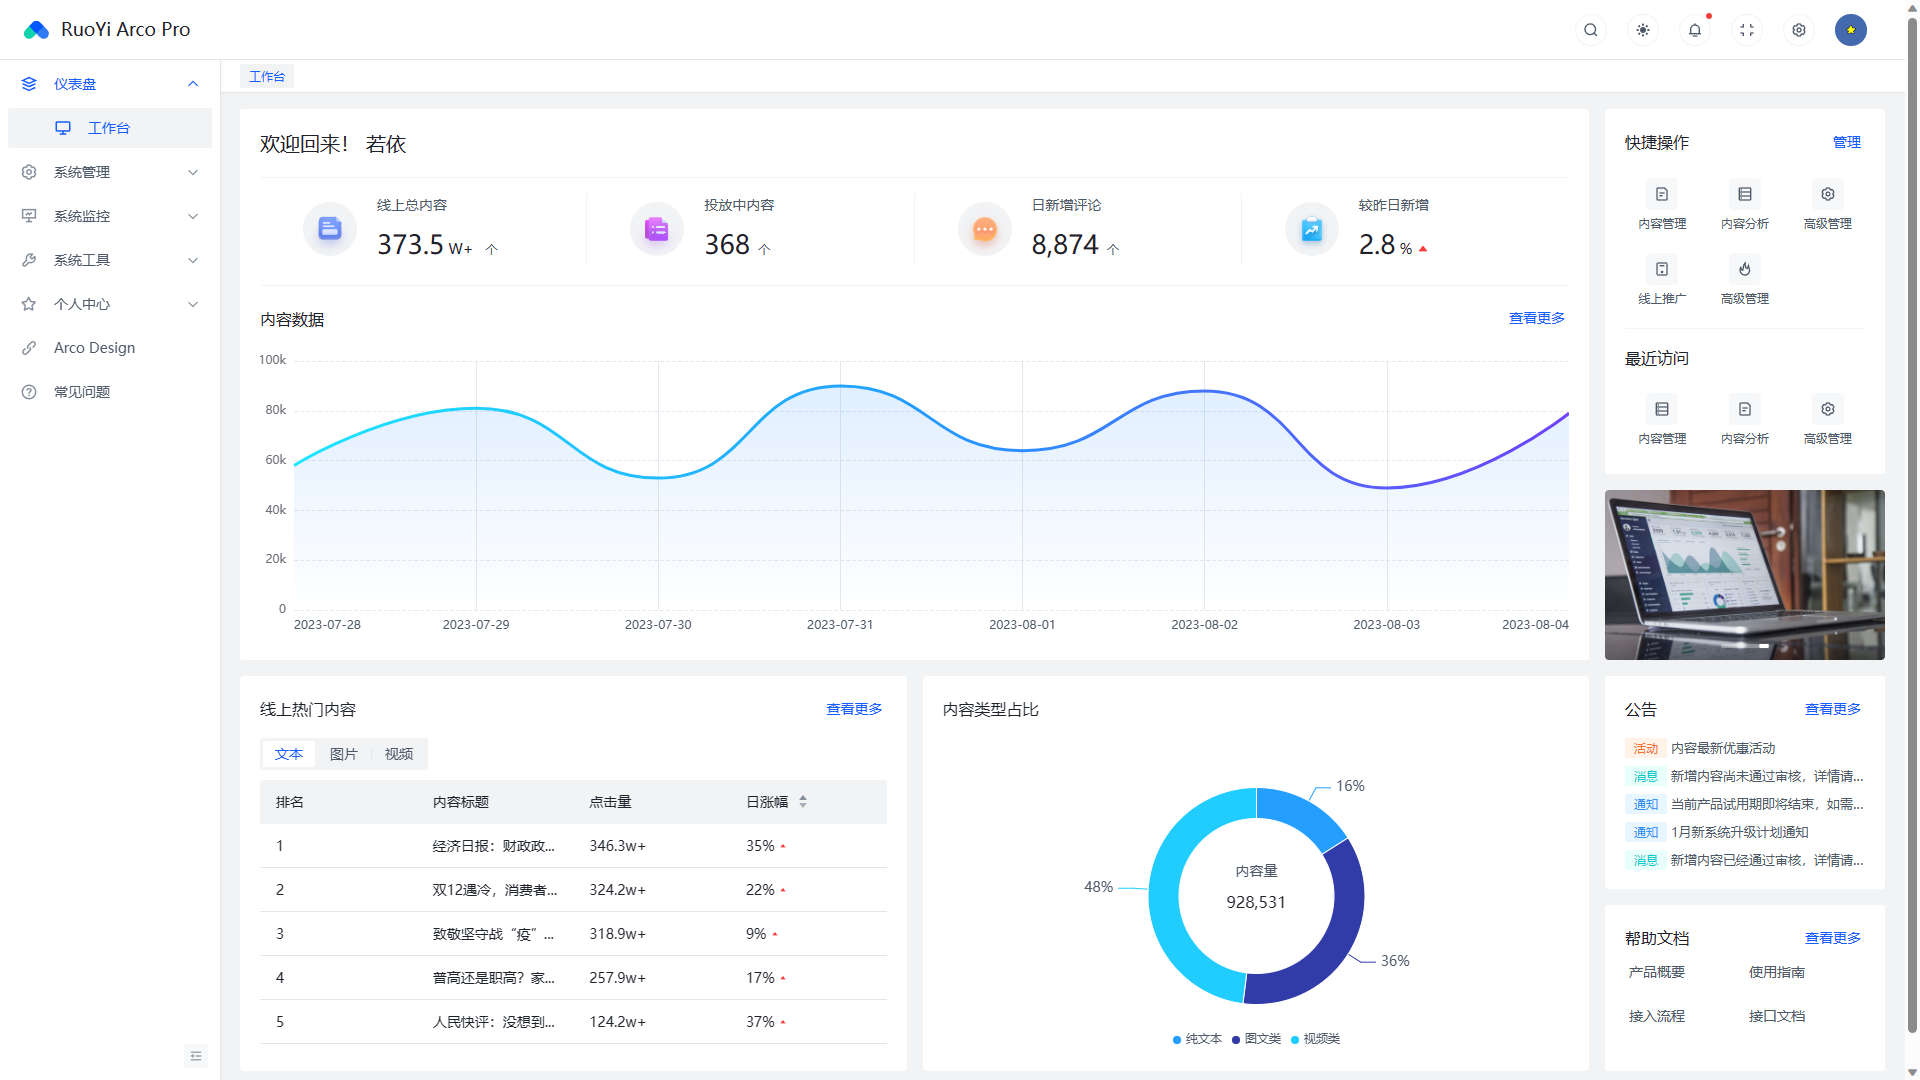 RuoYi Arco Pro
仪表盘
工作台
系统管理
系统监控
系统工具
个人中心
Arco Design
常见问题
工作台
欢迎回来！ 若依
线上总内容
373.5 W+ 个
投放中内容
368 个
日新增评论
8,874 个
较昨日新增
2.8 %
内容数据
查看更多
100k
80k
60k
40k
20k
0
2023-07-28 2023-07-29 2023-07-30 2023-07-31 2023-08-01 2023-08-02 2023-08-03 2023-08-04
线上热门内容
查看更多
文本 图片 视频
排名 内容标题 点击量 日涨幅
1 经济日报：财政政... 346.3w+ 35%
2 双12遇冷，消费者... 324.2w+ 22%
3 致敬坚守战“疫”... 318.9w+ 9%
4 普高还是职高？家... 257.9w+ 17%
5 人民快评：没想到... 124.2w+ 37%
内容类型占比
16%
48%
36%
内容量
928,531
纯文本 图文类 视频类
快捷操作
管理
内容管理 内容分析 高级管理
线上推广 高级管理
最近访问
内容管理 内容分析 高级管理
公告
查看更多
活动 内容最新优惠活动
消息 新增内容尚未通过审核，详情请...
通知 当前产品试用期即将结束，如需...
通知 1月新系统升级计划通知
消息 新增内容已经通过审核，详情请...
帮助文档
查看更多
产品概要 使用指南
接入流程 接口文档